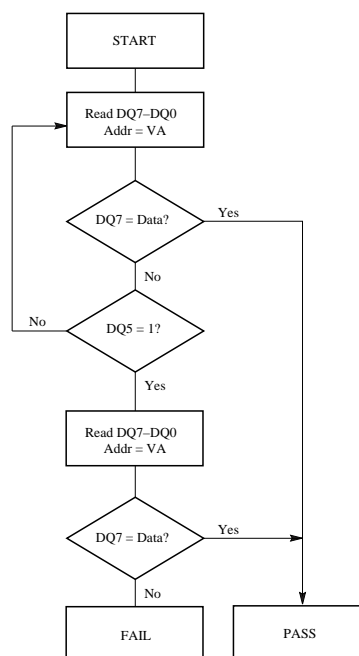 START
Read DQ7–DQ0
Addr = VA
DQ7 = Data?
Yes
No
DQ5 = 1?
No
Yes
Read DQ7–DQ0
Addr = VA
DQ7 = Data?
Yes
No
FAIL
PASS